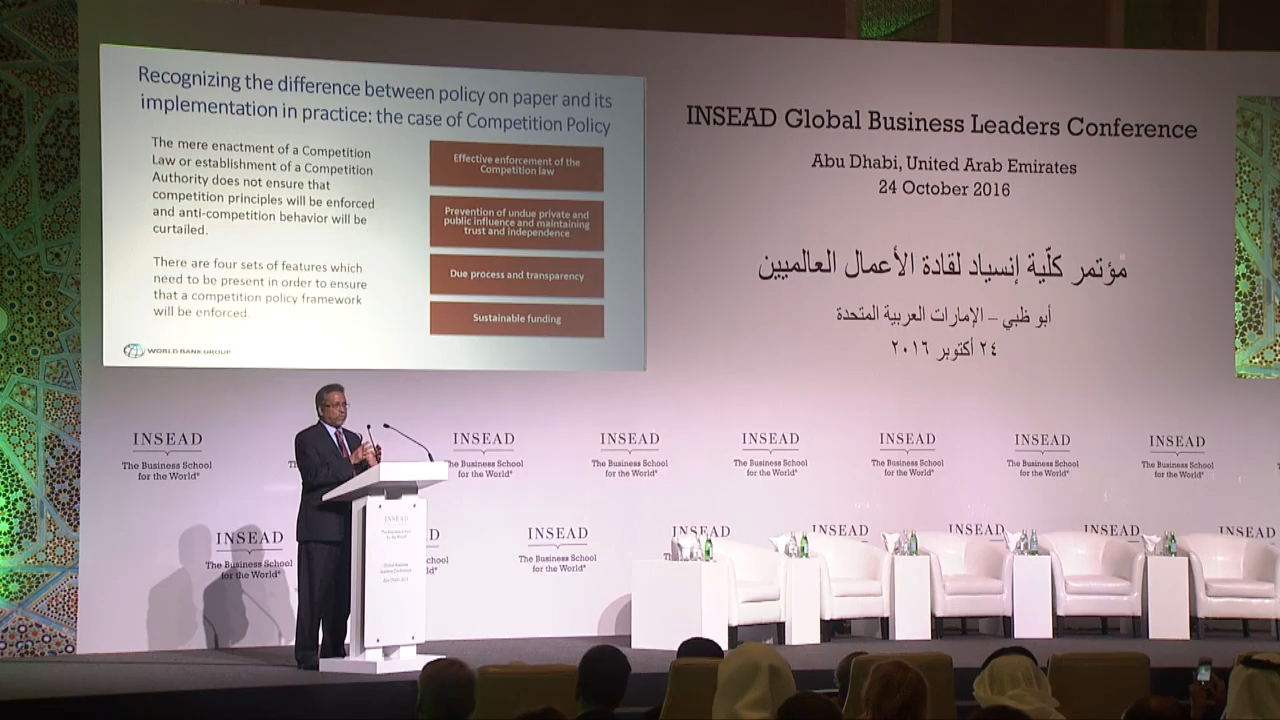 Recognizing the difference between policy on paper and its
implementation in practice: the case of Competition Policy
The mere enactment of a Competition
Law or establishment of a Competition
Authority does not ensure that
competition principles will be enforced
and anti-competition behavior will be
curtailed.
There are four sets of features which
need to be present in order to ensure
that a competition policy framework
will be enforced.
Effective enforcement of the
Competition law
Prevention of undue private and
public influence and maintaining
trust and independence
Due process and transparency
Sustainable funding
WORLD BANK GROUP
INSEAD Global Business Leaders Conference
Abu Dhabi, United Arab Emirates
24 October 2016
مؤتمر كلّية إنسياد لقادة الأعمال العالميين
أبو ظبي – الإمارات العربية المتحدة
٢٤ أكتوبر ٢٠١٦
INSEAD
The Business School
for the World®
INSEAD
The Business School
for the World®
INSEAD
The Business School
for the World®
INSEAD
The Business School
for the World®
INSEAD
The Business School
for the World®
INSEAD
The Business School
for the World®
INSEAD
The Business School
for the World®
INSEAD
The Business School
for the World®
INSEAD
The Business School
for the World®
INSEAD
INSEAD
INSEAD
INSEAD
INSEAD
INSEAD
The Business School
for the World®
Global Business
Leaders Conference